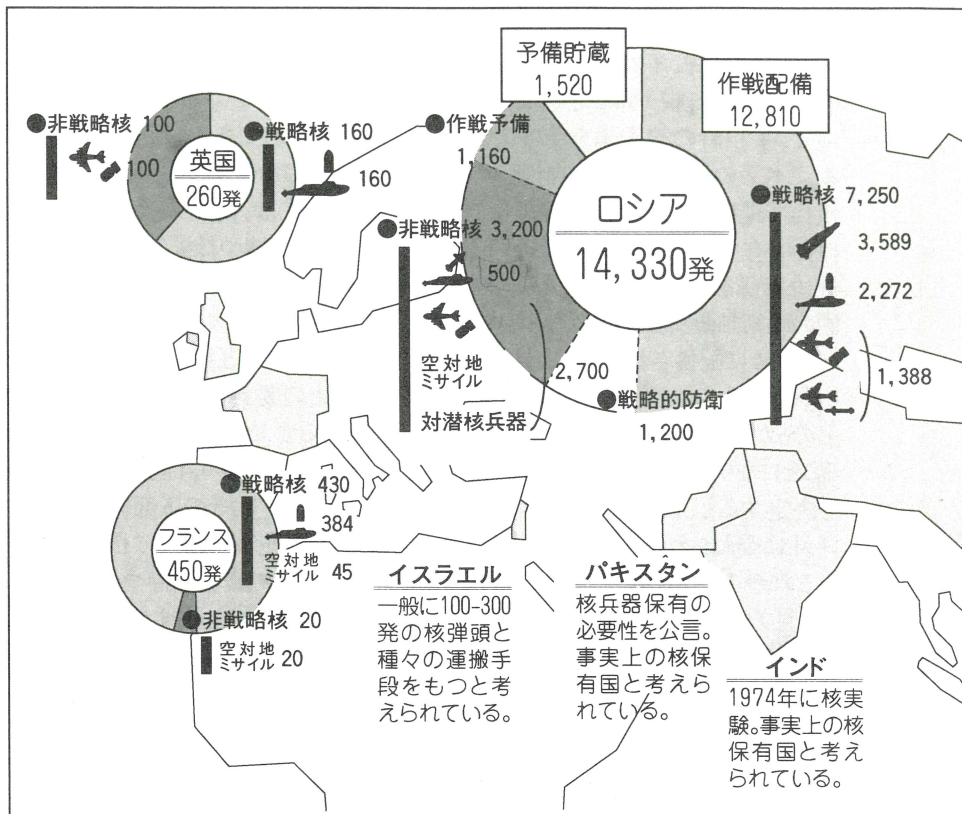 予備貯蔵
1,520
作戦配備
12,810
●非戦略核 100
100
英国
260発
●戦略核 160
160
●作戦予備
1,160
ロシア
14,330発
●非戦略核 3,200
500
空対地
ミサイル
対潜核兵器
2,700
●戦略的防衛
1,200
●戦略核 7,250
3,589
2,272
1,388
フランス
450発
●戦略核 430
384
空対地
ミサイル 45
●非戦略核 20
空対地
ミサイル 20
イスラエル
一般に100-300
発の核弾頭と
種々の運搬手
段をもつと考
えられている。
パキスタン
核兵器保有の
必要性を公言。
事実上の核保
有国と考えら
れている。
インド
1974年に核実
験。事実上の核
保有国と考え
られている。